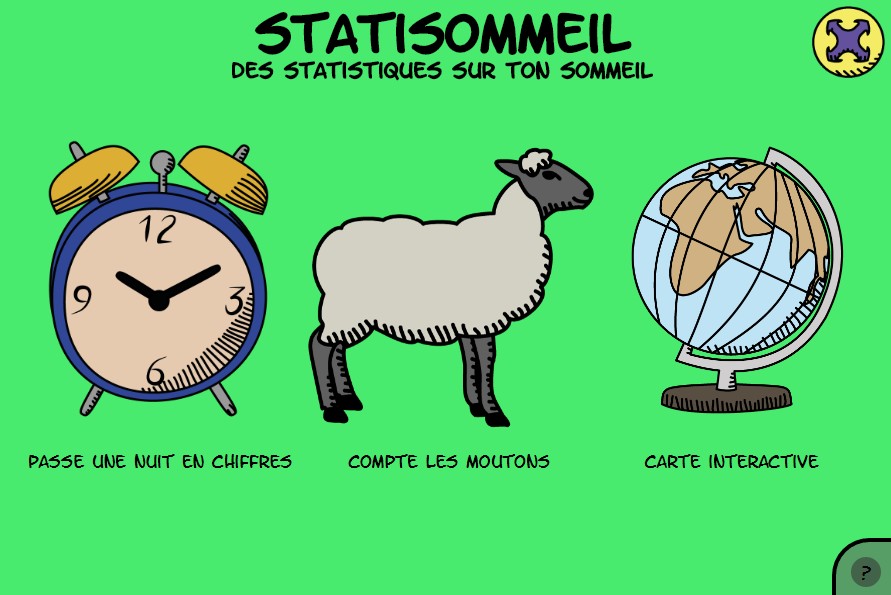 STATISOMMEIL
DES STATISTIQUES SUR TON SOMMEIL
12
9
3
6
PASSE UNE NUIT EN CHIFFRES
COMPTE LES MOUTONS
CARTE INTERACTIVE
?